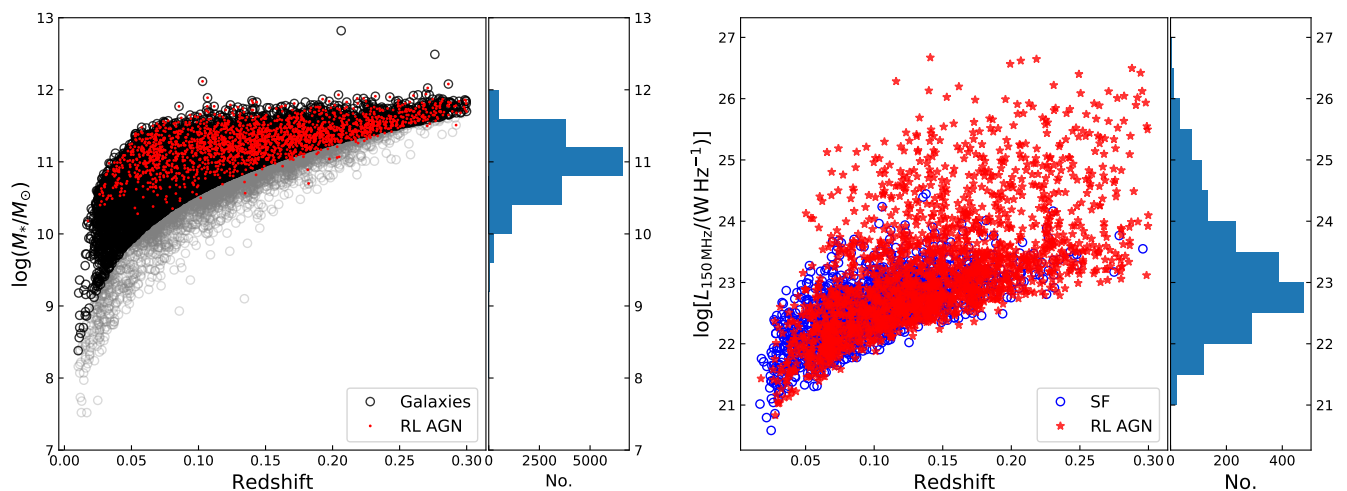 13
12
11
10
9
8
7
log(M*/M⊙)
0.00 0.05 0.10 0.15 0.20 0.25 0.30
Redshift
Galaxies
RL AGN
13
12
11
10
9
8
7
0 2500 5000
No.
27
26
25
24
23
22
21
log[L150 MHz/(W Hz−1)]
0.05 0.10 0.15 0.20 0.25 0.30
Redshift
SF
RL AGN
27
26
25
24
23
22
21
0 200 400
No.